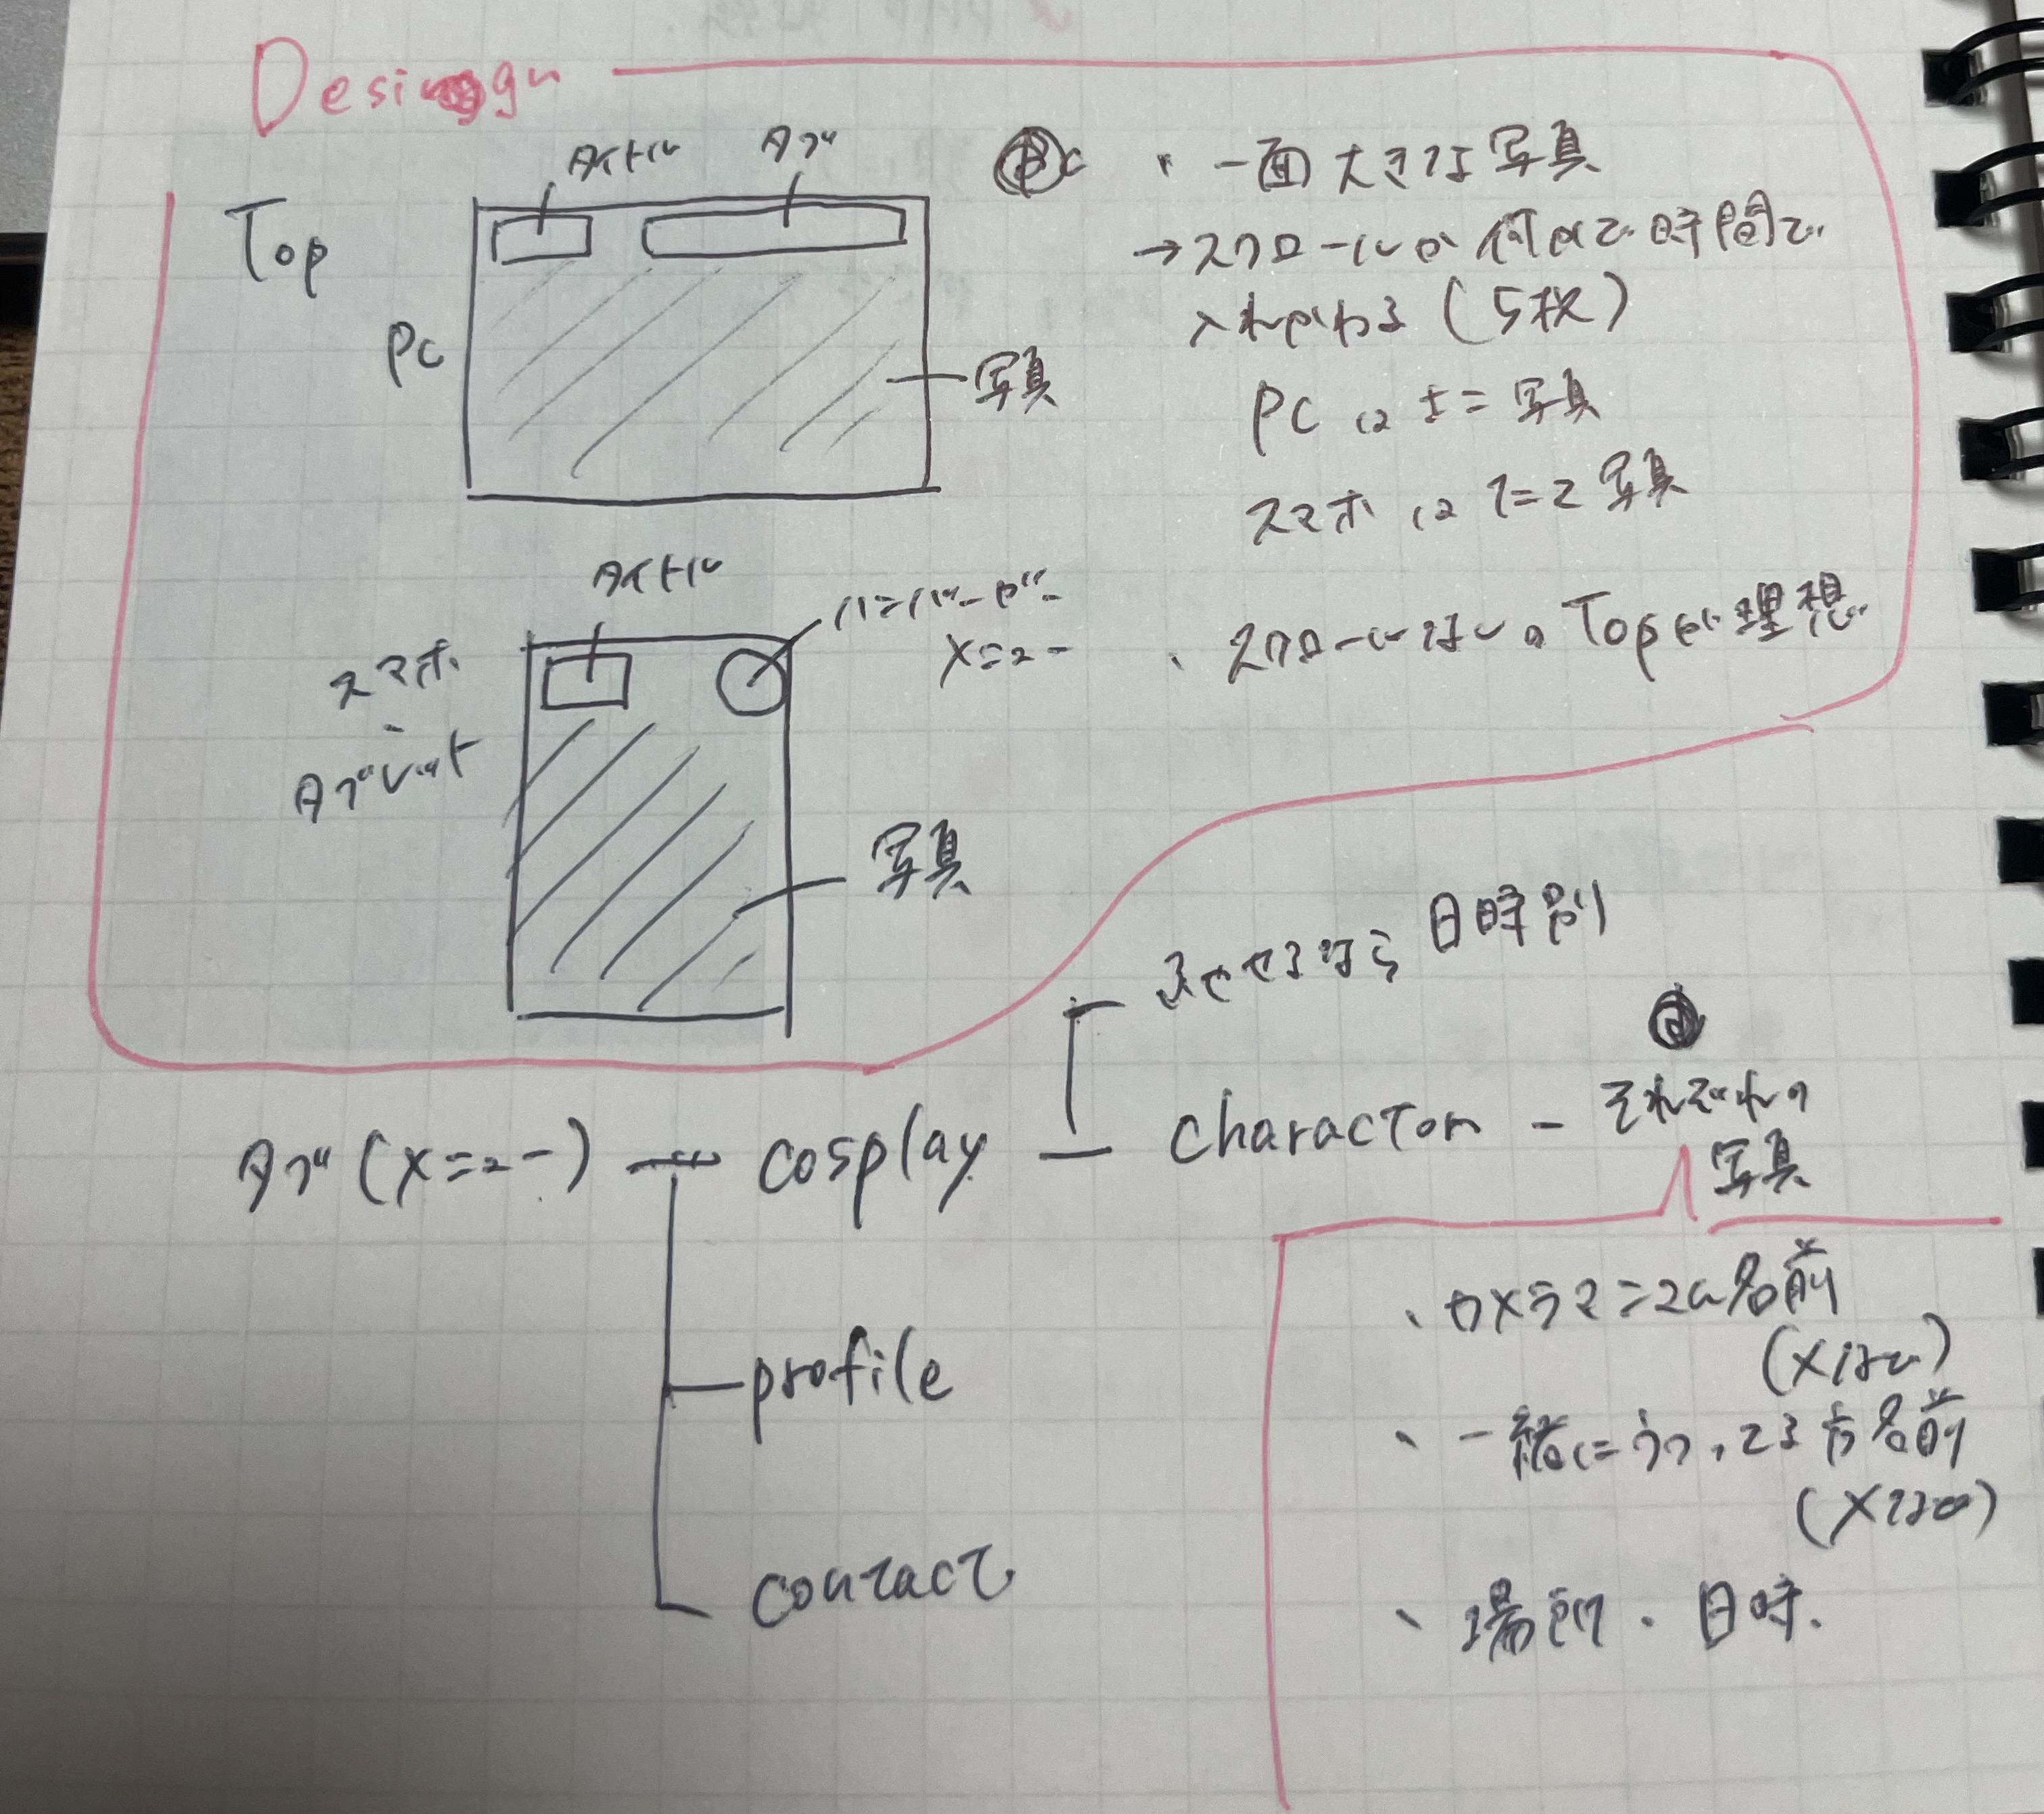 Design
Top
タイトル
タブ
PC
写真
・一面大きな写真
→スクロールか何かで時間で
入れかわる(5枚)
PCはよこ写真
スマホはたて写真
・スクロールはなしのTopが理想
タイトル
ハンバーガー
メニュー
スマホ
・
タブレット
写真
タブ(メニュー)
cosplay
ふやせるなら日時別
character
それぞれの
写真
profile
contact
・カメラマンさん名前
・一緒にうつってる方名前
・場所・日時.